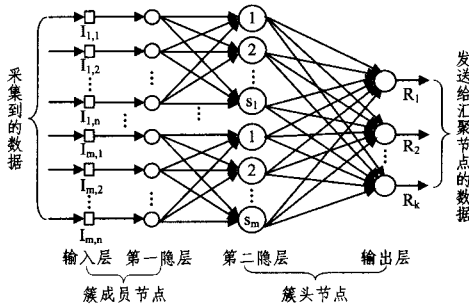 采集到的数据
I1,1
I1,2
I1,n
Im,1
Im,2
Im,n
1
2
s1
1
2
sm
R1
R2
Rk
发送给汇聚节点的数据
输入层 第一隐层 第二隐层 输出层
簇成员节点 簇头节点